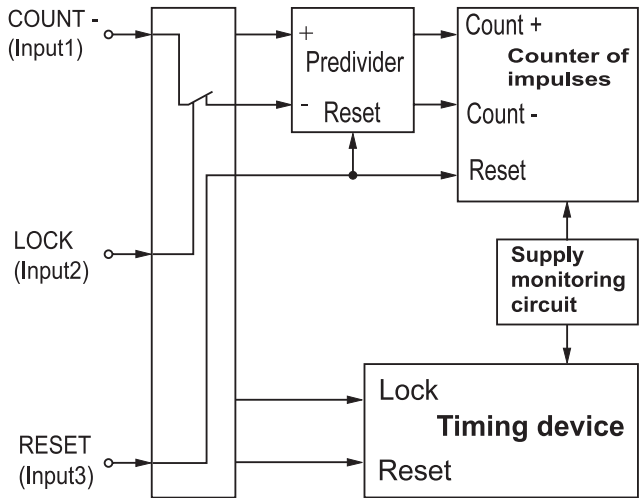 COUNT -
(Input1)
+
Predivider
-
Reset
Count +
Counter of
impulses
Count -
Reset
LOCK
(Input2)
Supply
monitoring
circuit
RESET
(Input3)
Lock
Timing device
Reset